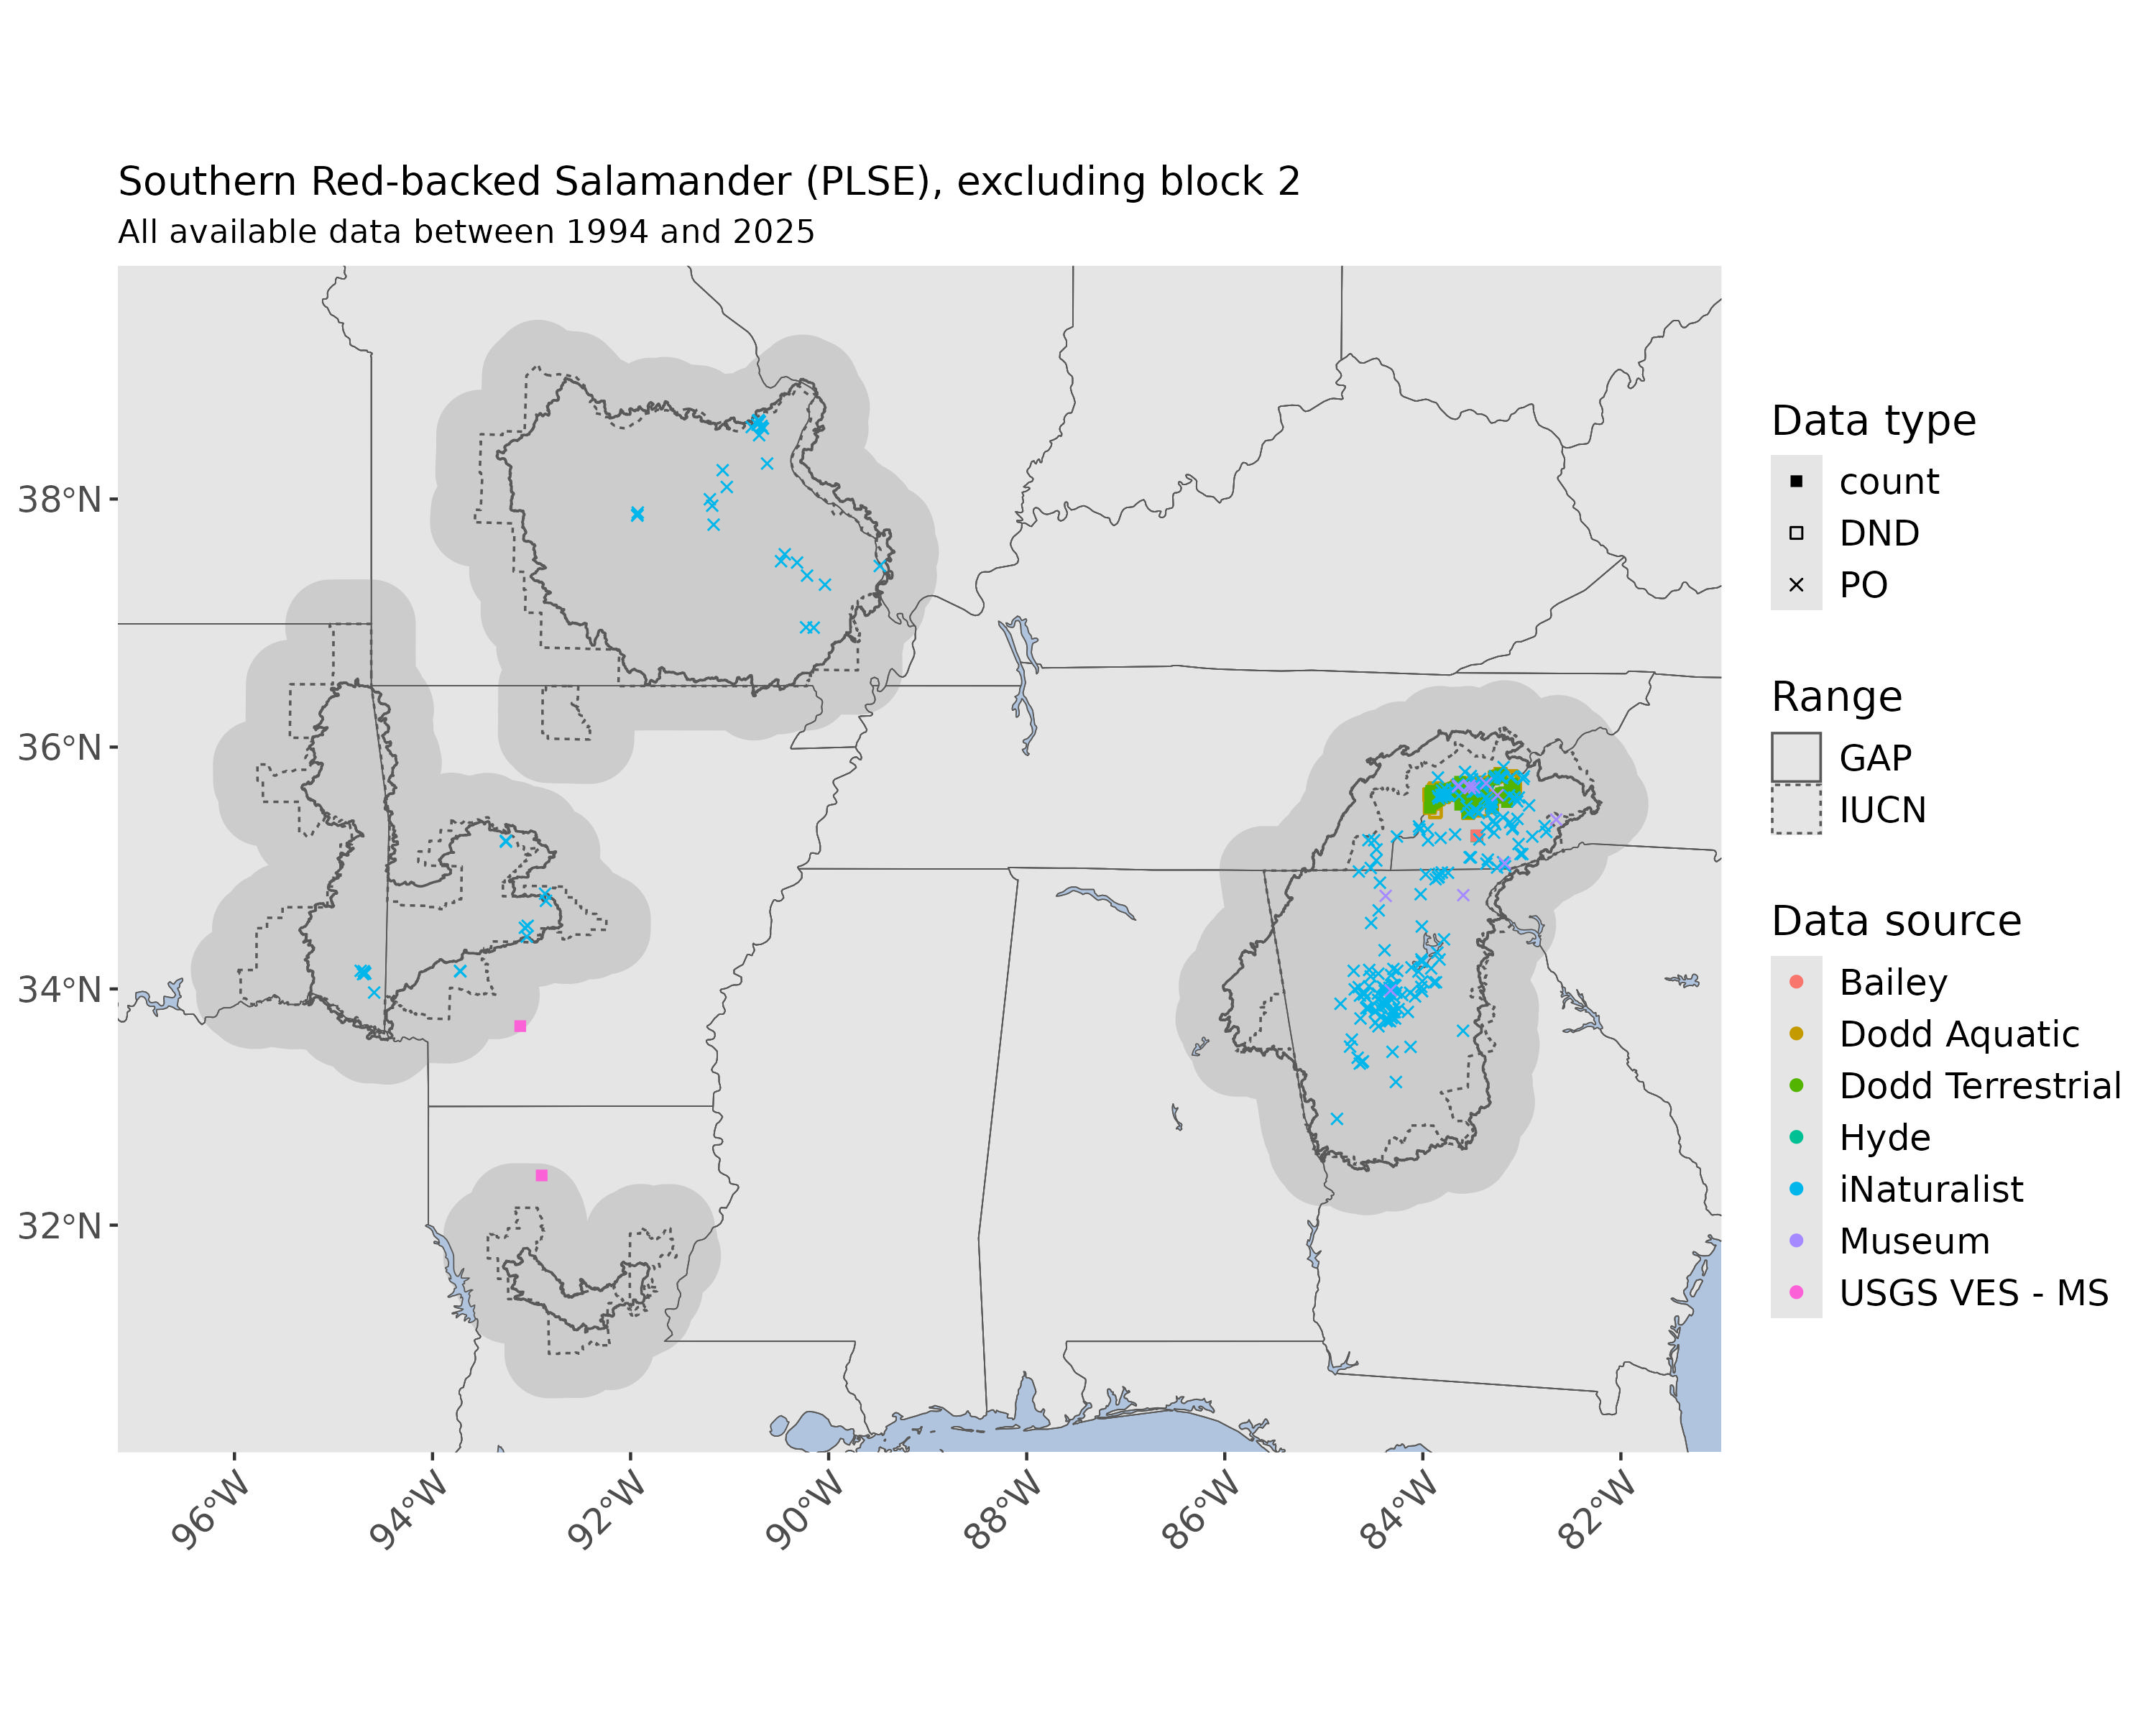 Southern Red-backed Salamander (PLSE), excluding block 2
All available data between 1994 and 2025
38°N
36°N
34°N
32°N
96°W
94°W
92°W
90°W
88°W
86°W
84°W
82°W
Data type
count
DND
PO
Range
GAP
IUCN
Data source
Bailey
Dodd Aquatic
Dodd Terrestrial
Hyde
iNaturalist
Museum
USGS VES - MS